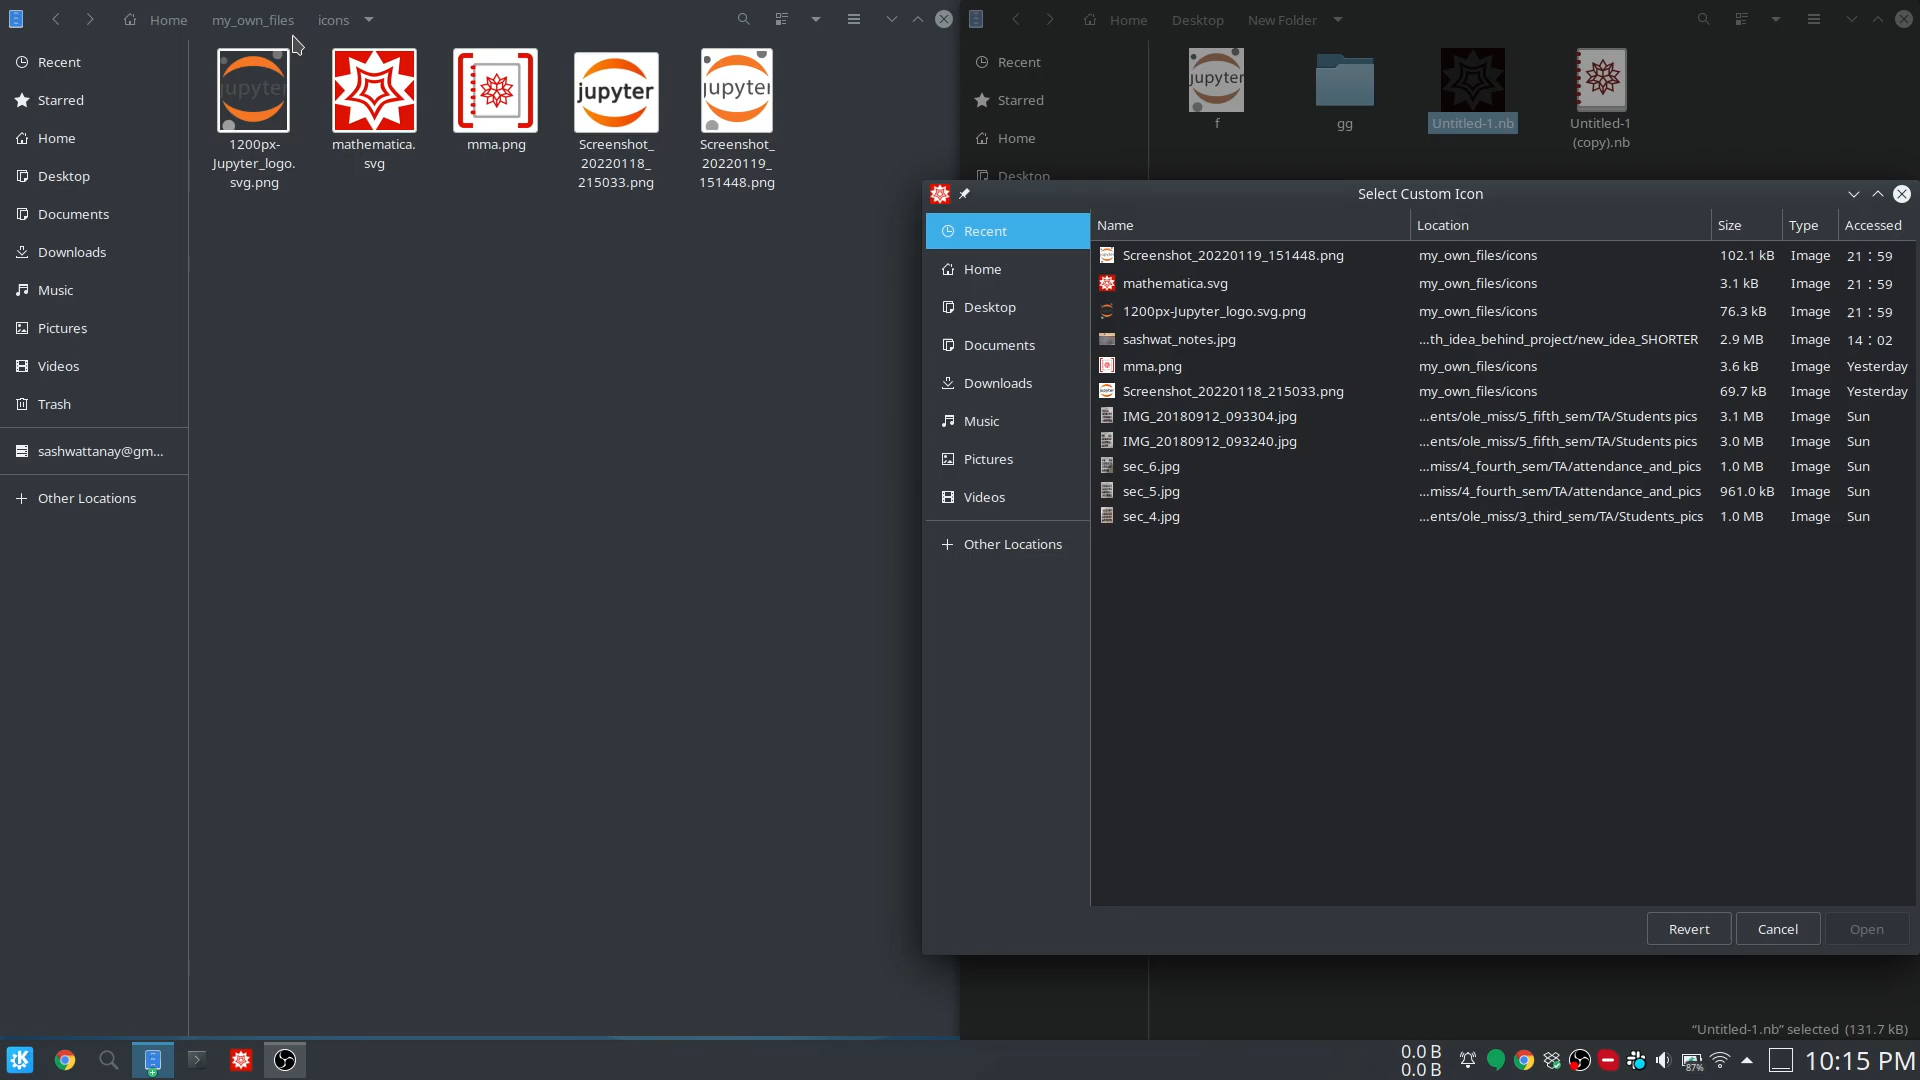 Home my_own_files icons
Recent
Starred
Home
Desktop
Documents
Downloads
Music
Pictures
Videos
Trash
sashwattanay@gm...
Other Locations
1200px-
Jupyter_logo.
svg.png
mathematica.
svg
mma.png
jupyter
Screenshot_
20220118_
215033.png
jupyter
Screenshot_
20220119_
151448.png
Home Desktop New Folder
Recent
Starred
Home
Desktop
jupyter
f
gg
Untitled-1.nb
Untitled-1
(copy).nb
Select Custom Icon
Recent
Home
Desktop
Documents
Downloads
Music
Pictures
Videos
Other Locations
Name Location Size Type Accessed
Screenshot_20220119_151448.png my_own_files/icons 102.1 kB Image 21：59
mathematica.svg my_own_files/icons 3.1 kB Image 21：59
1200px-Jupyter_logo.svg.png my_own_files/icons 76.3 kB Image 21：59
sashwat_notes.jpg ...th_idea_behind_project/new_idea_SHORTER 2.9 MB Image 14：02
mma.png my_own_files/icons 3.6 kB Image Yesterday
Screenshot_20220118_215033.png my_own_files/icons 69.7 kB Image Yesterday
IMG_20180912_093304.jpg ...ents/ole_miss/5_fifth_sem/TA/Students pics 3.1 MB Image Sun
IMG_20180912_093240.jpg ...ents/ole_miss/5_fifth_sem/TA/Students pics 3.0 MB Image Sun
sec_6.jpg ...miss/4_fourth_sem/TA/attendance_and_pics 1.0 MB Image Sun
sec_5.jpg ...miss/4_fourth_sem/TA/attendance_and_pics 961.0 kB Image Sun
sec_4.jpg ...ents/ole_miss/3_third_sem/TA/Students_pics 1.0 MB Image Sun
Revert Cancel Open
"Untitled-1.nb" selected (131.7 kB)
0.0 B
0.0 B
87%
10:15 PM